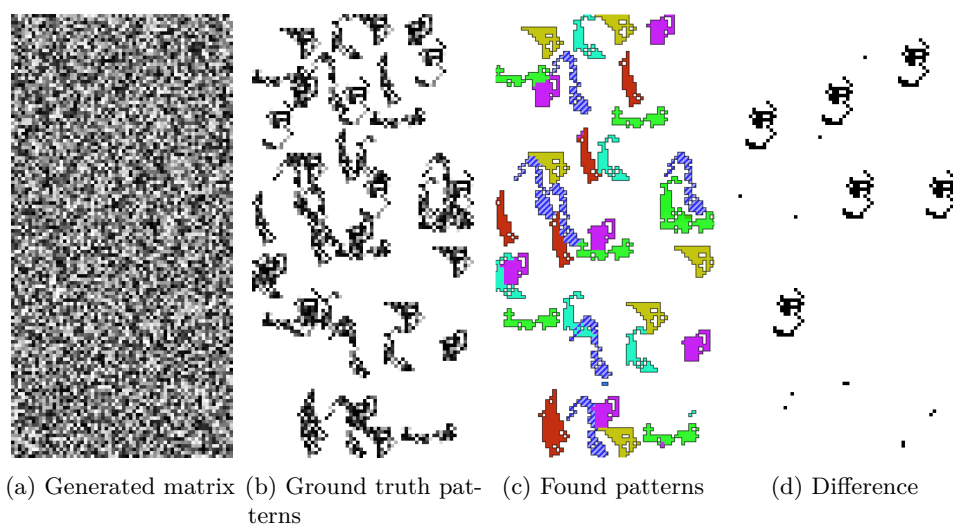 (a) Generated matrix (b) Ground truth pat- (c) Found patterns (d) Difference
terns